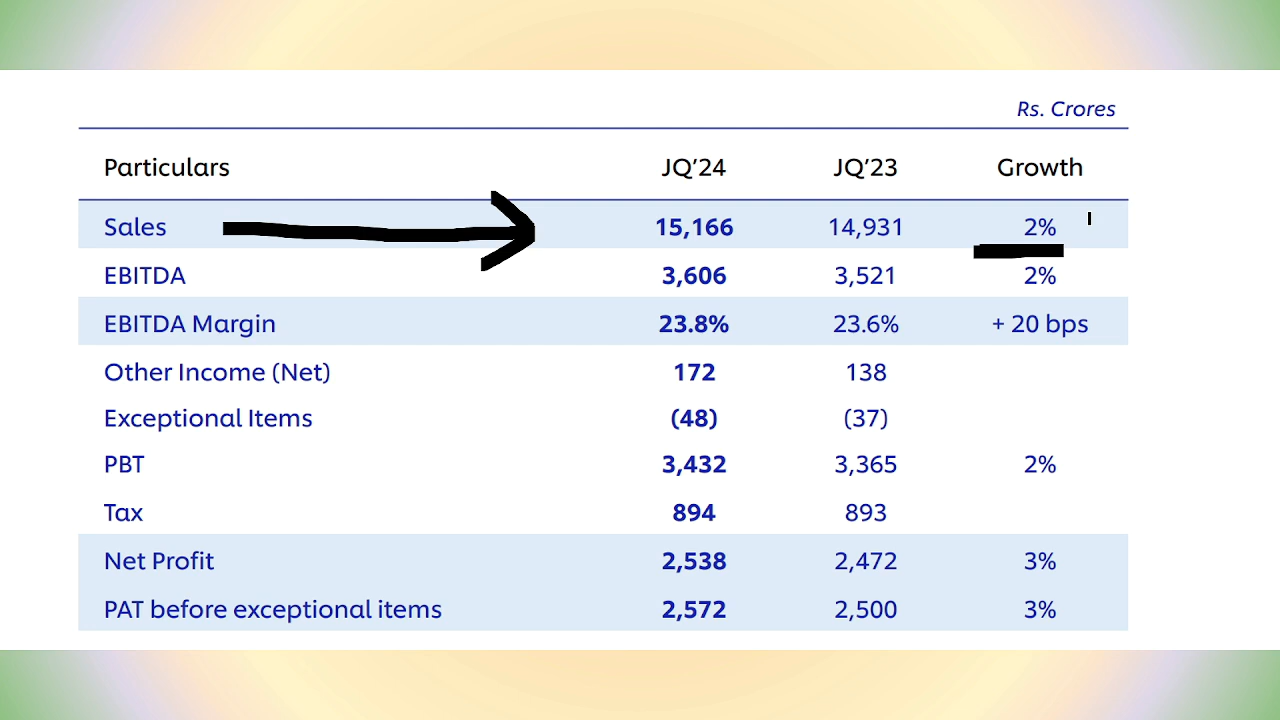 Rs. Crores
Particulars JQ’24 JQ’23 Growth
Sales 15,166 14,931 2%
EBITDA 3,606 3,521 2%
EBITDA Margin 23.8% 23.6% + 20 bps
Other Income (Net) 172 138
Exceptional Items (48) (37)
PBT 3,432 3,365 2%
Tax 894 893
Net Profit 2,538 2,472 3%
PAT before exceptional items 2,572 2,500 3%